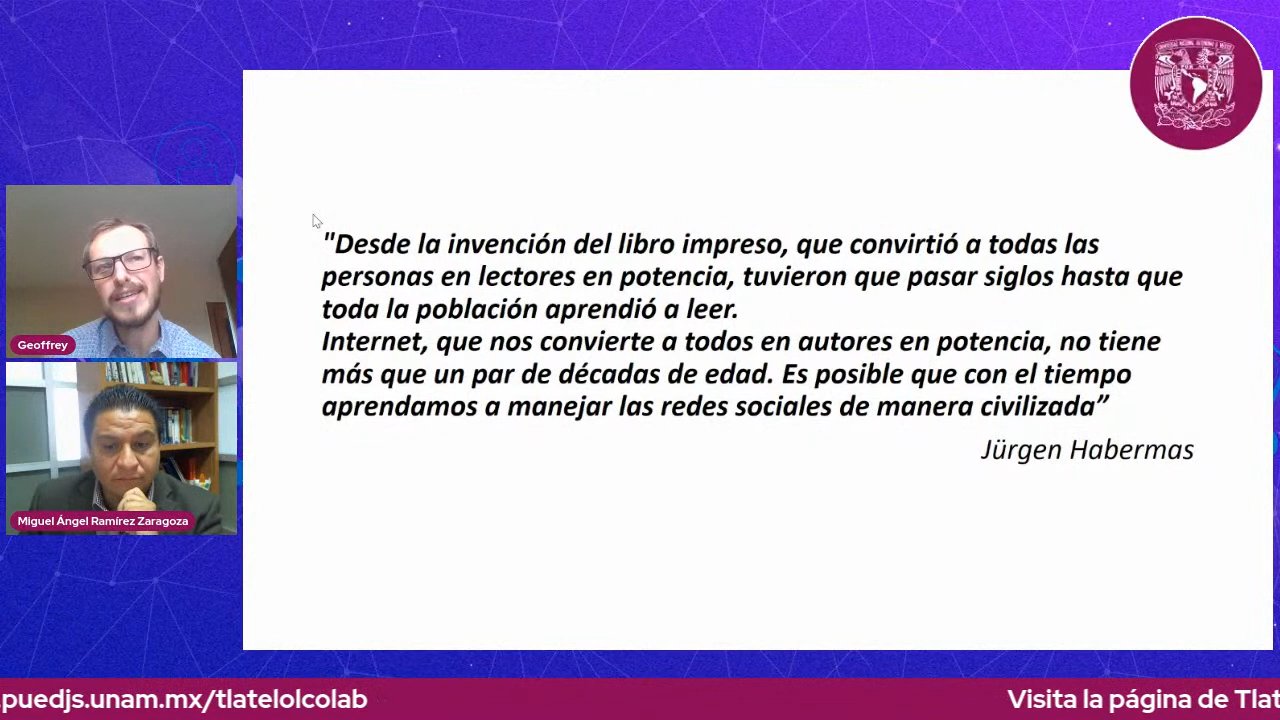 "Desde la invención del libro impreso, que convirtió a todas las
personas en lectores en potencia, tuvieron que pasar siglos hasta que
toda la población aprendió a leer.
Internet, que nos convierte a todos en autores en potencia, no tiene
más que un par de décadas de edad. Es posible que con el tiempo
aprendamos a manejar las redes sociales de manera civilizada”
Jürgen Habermas
Geoffrey
Miguel Ángel Ramírez Zaragoza
.puedjs.unam.mx/tlatelolcolab
Visita la página de Tlat